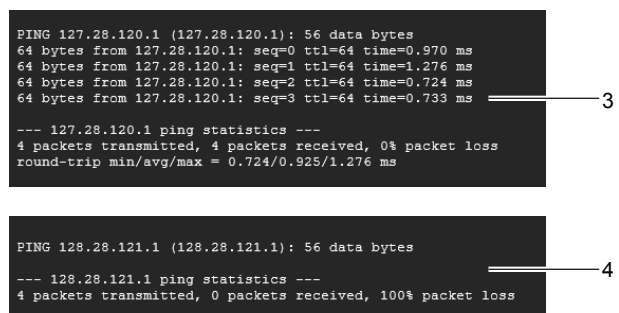 PING 127.28.120.1 (127.28.120.1): 56 data bytes
64 bytes from 127.28.120.1: seq=0 ttl=64 time=0.970 ms
64 bytes from 127.28.120.1: seq=1 ttl=64 time=1.276 ms
64 bytes from 127.28.120.1: seq=2 ttl=64 time=0.724 ms
64 bytes from 127.28.120.1: seq=3 ttl=64 time=0.733 ms
3
--- 127.28.120.1 ping statistics ---
4 packets transmitted, 4 packets received, 0% packet loss
round-trip min/avg/max = 0.724/0.925/1.276 ms
PING 128.28.121.1 (128.28.121.1): 56 data bytes
4
--- 128.28.121.1 ping statistics ---
4 packets transmitted, 0 packets received, 100% packet loss